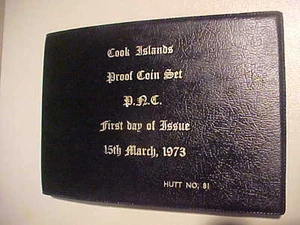 Cook Islands
Proof Coin Set
P.N.C.
First day of Issue
15th March, 1973
HUTT NO. 81